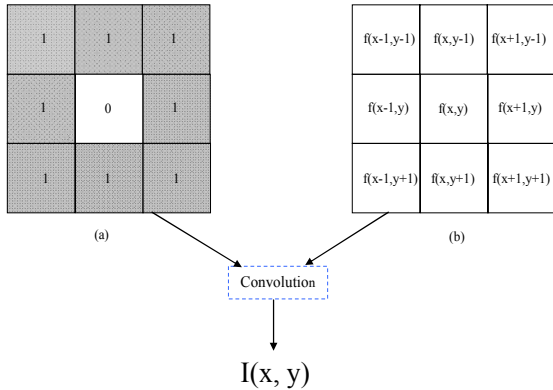 1 1 1
1 0 1
1 1 1
(a)
f(x-1,y-1) f(x,y-1) f(x+1,y-1)
f(x-1,y) f(x,y) f(x+1,y)
f(x-1,y+1) f(x,y+1) f(x+1,y+1)
(b)
Convolution
I(x, y)